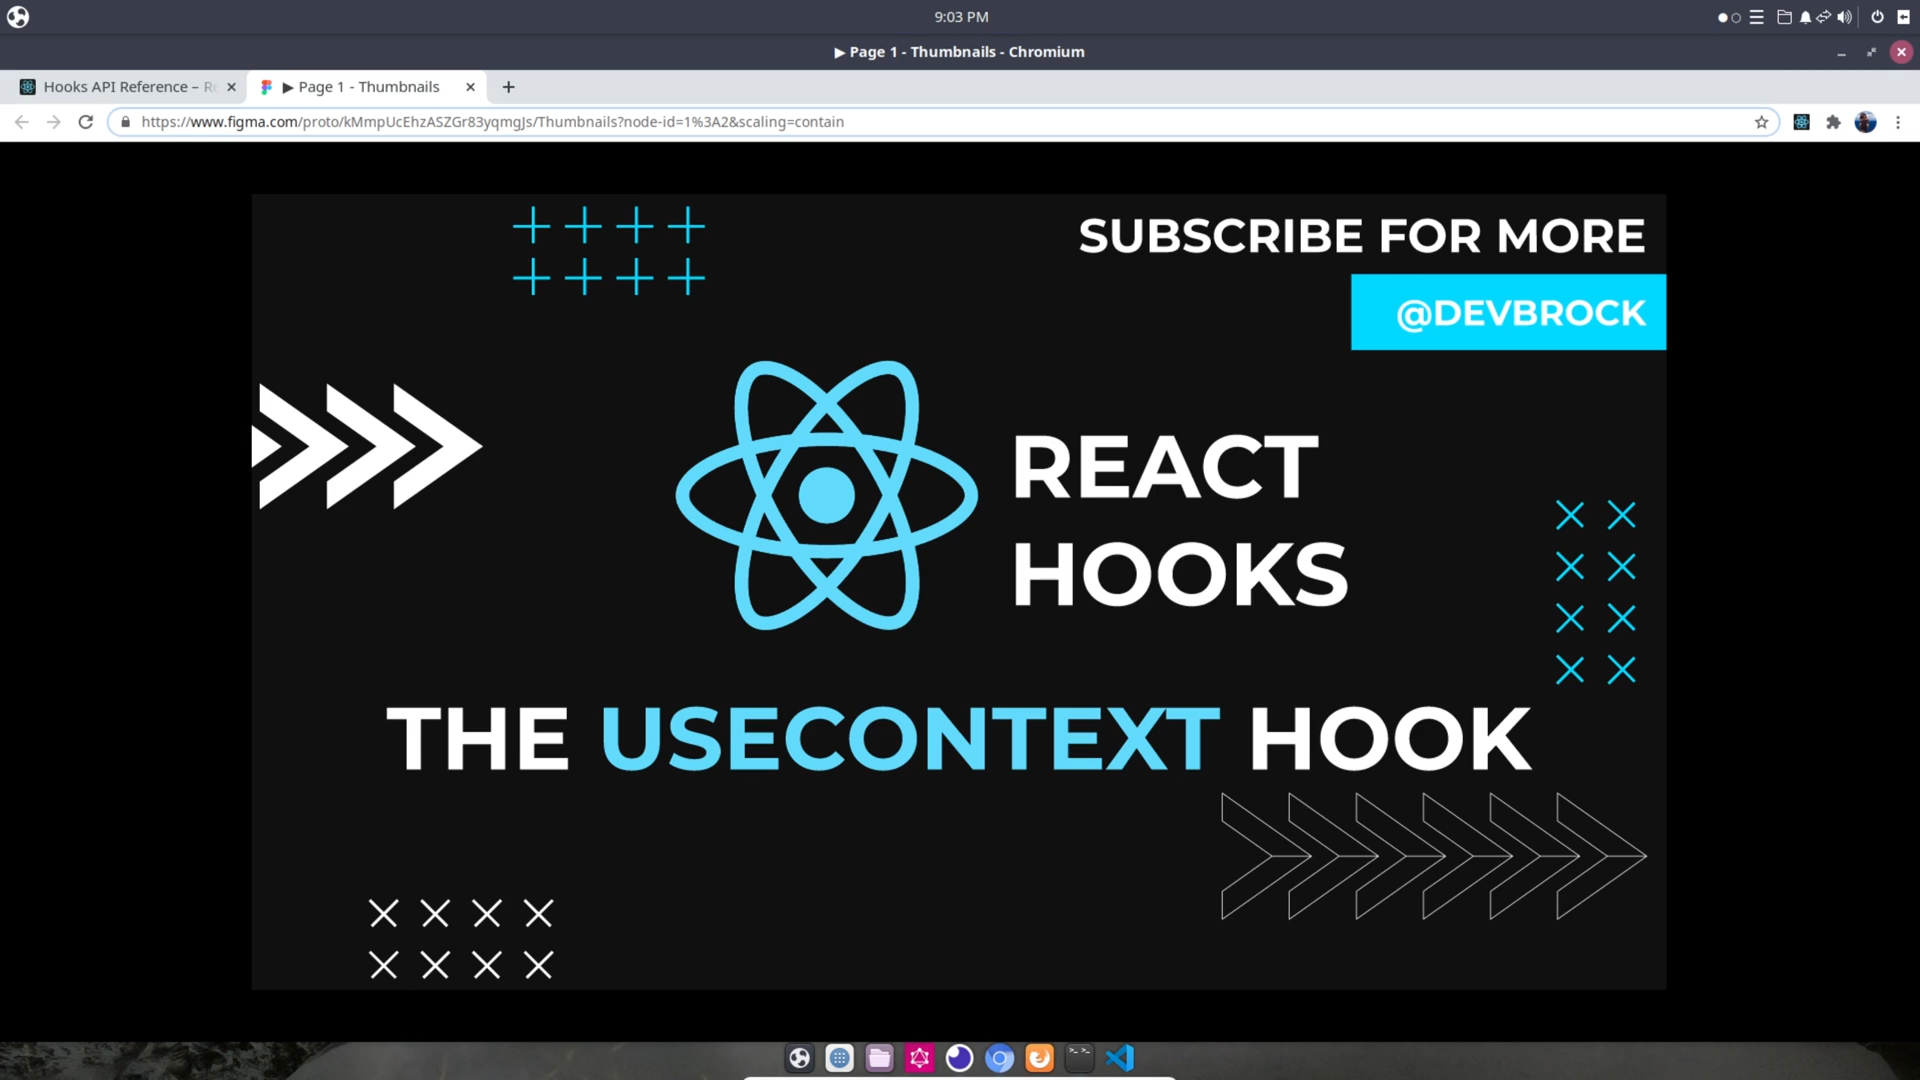 9:03 PM
▶ Page 1 - Thumbnails - Chromium
Hooks API Reference – Re
▶ Page 1 - Thumbnails
https://www.figma.com/proto/kMmpUcEhzASZGr83yqmgJs/Thumbnails?node-id=1%3A2&scaling=contain
SUBSCRIBE FOR MORE
@DEVBROCK
REACT
HOOKS
THE USECONTEXT HOOK